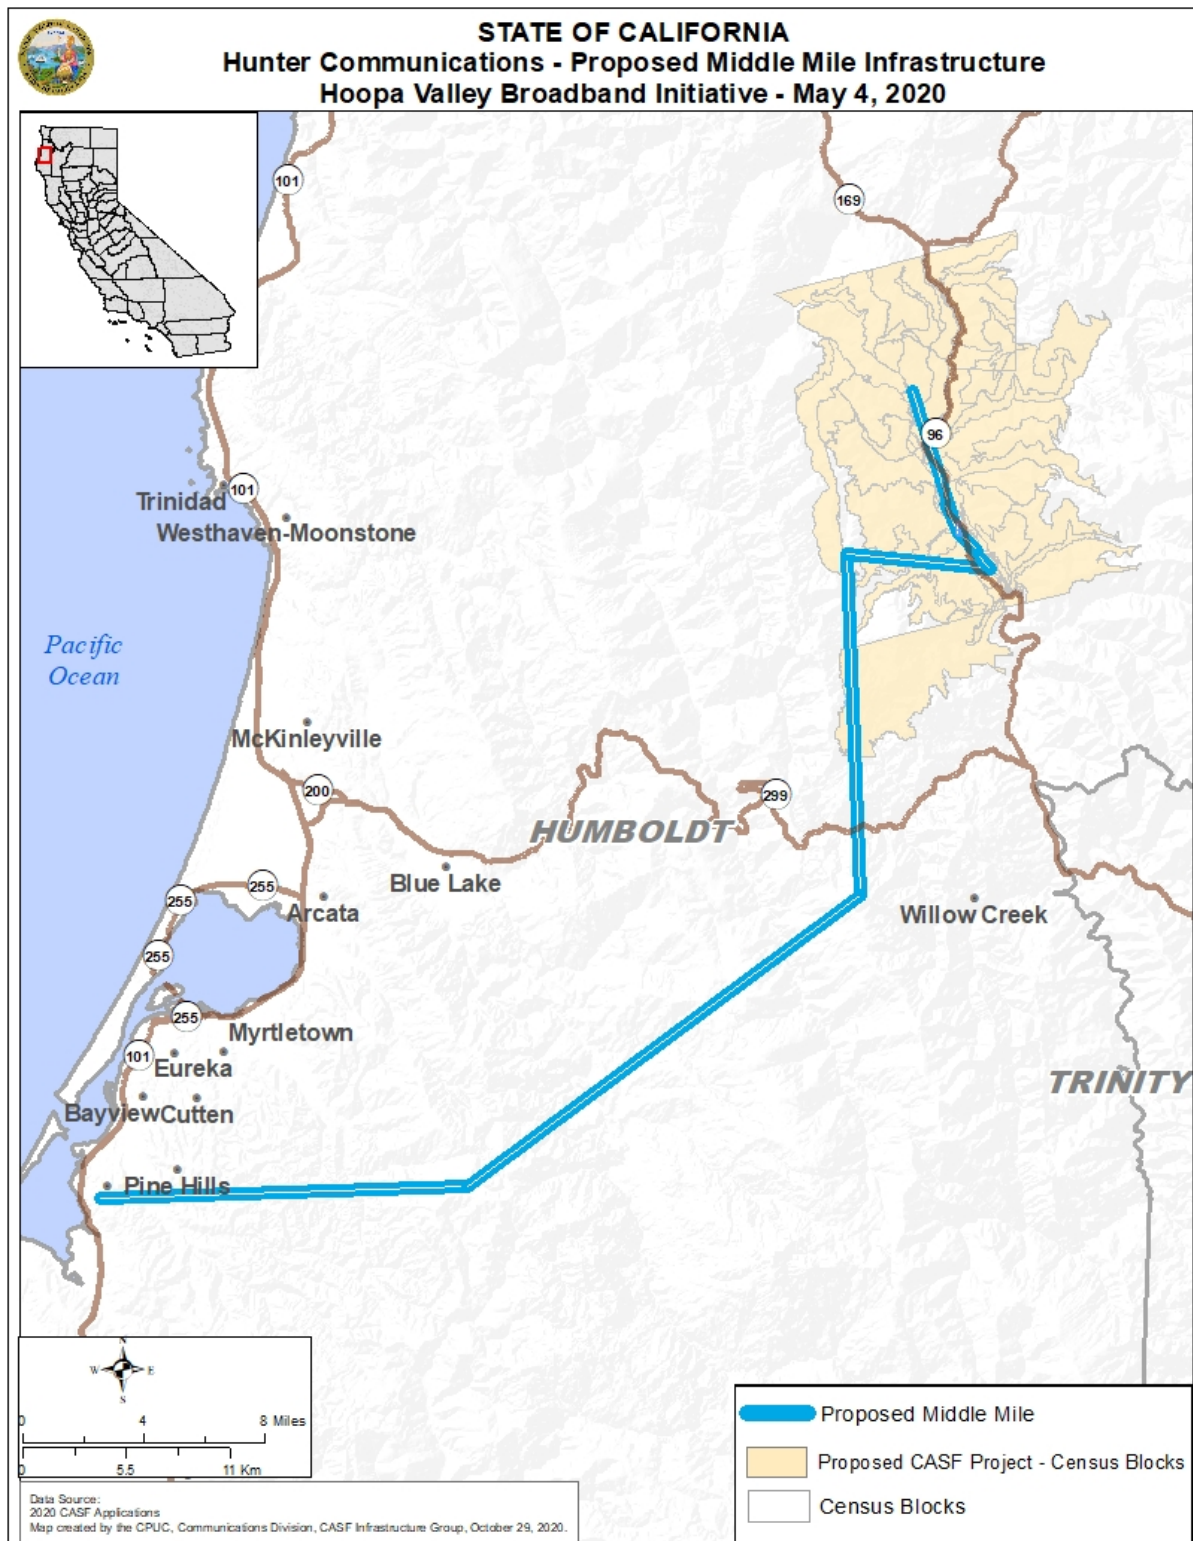 STATE OF CALIFORNIA
Hunter Communications - Proposed Middle Mile Infrastructure
Hoopa Valley Broadband Initiative - May 4, 2020
101
169
96
Trinidad
101
Westhaven-Moonstone
Pacific
Ocean
McKinleyville
200
299
HUMBOLDT
Blue Lake
255
255
Arcata
Willow Creek
255
255
Myrtletown
101
Eureka
TRINITY
Bayview
Cutten
Pine Hills
N
W
E
S
0
4
8 Miles
0
5.5
11 Km
Proposed Middle Mile
Proposed CASF Project - Census Blocks
Census Blocks
Data Source:
2020 CASF Applications
Map created by the CPUC, Communications Division, CASF Infrastructure Group, October 29, 2020.